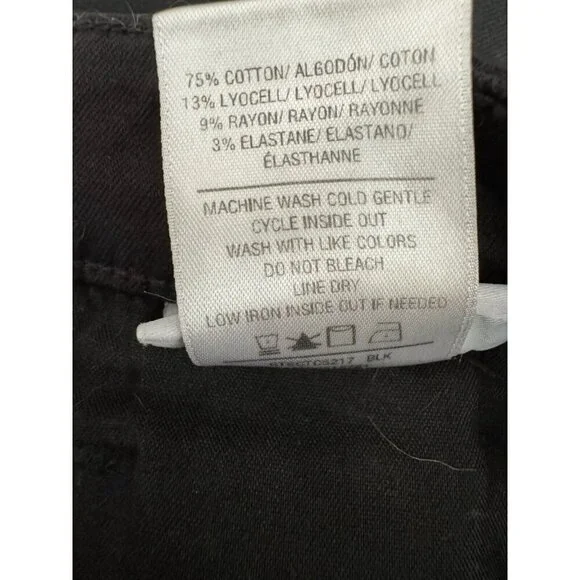 75% COTTON/ ALGODÓN/ COTON
13% LYOCELL/ LYOCELL/ LYOCELL
9% RAYON/ RAYON/ RAYONNE
3% ELASTANE/ ELASTANO/
ÉLASTHANNE
MACHINE WASH COLD GENTLE
CYCLE INSIDE OUT
WASH WITH LIKE COLORS
DO NOT BLEACH
LINE DRY
LOW IRON INSIDE OUT IF NEEDED
BLK